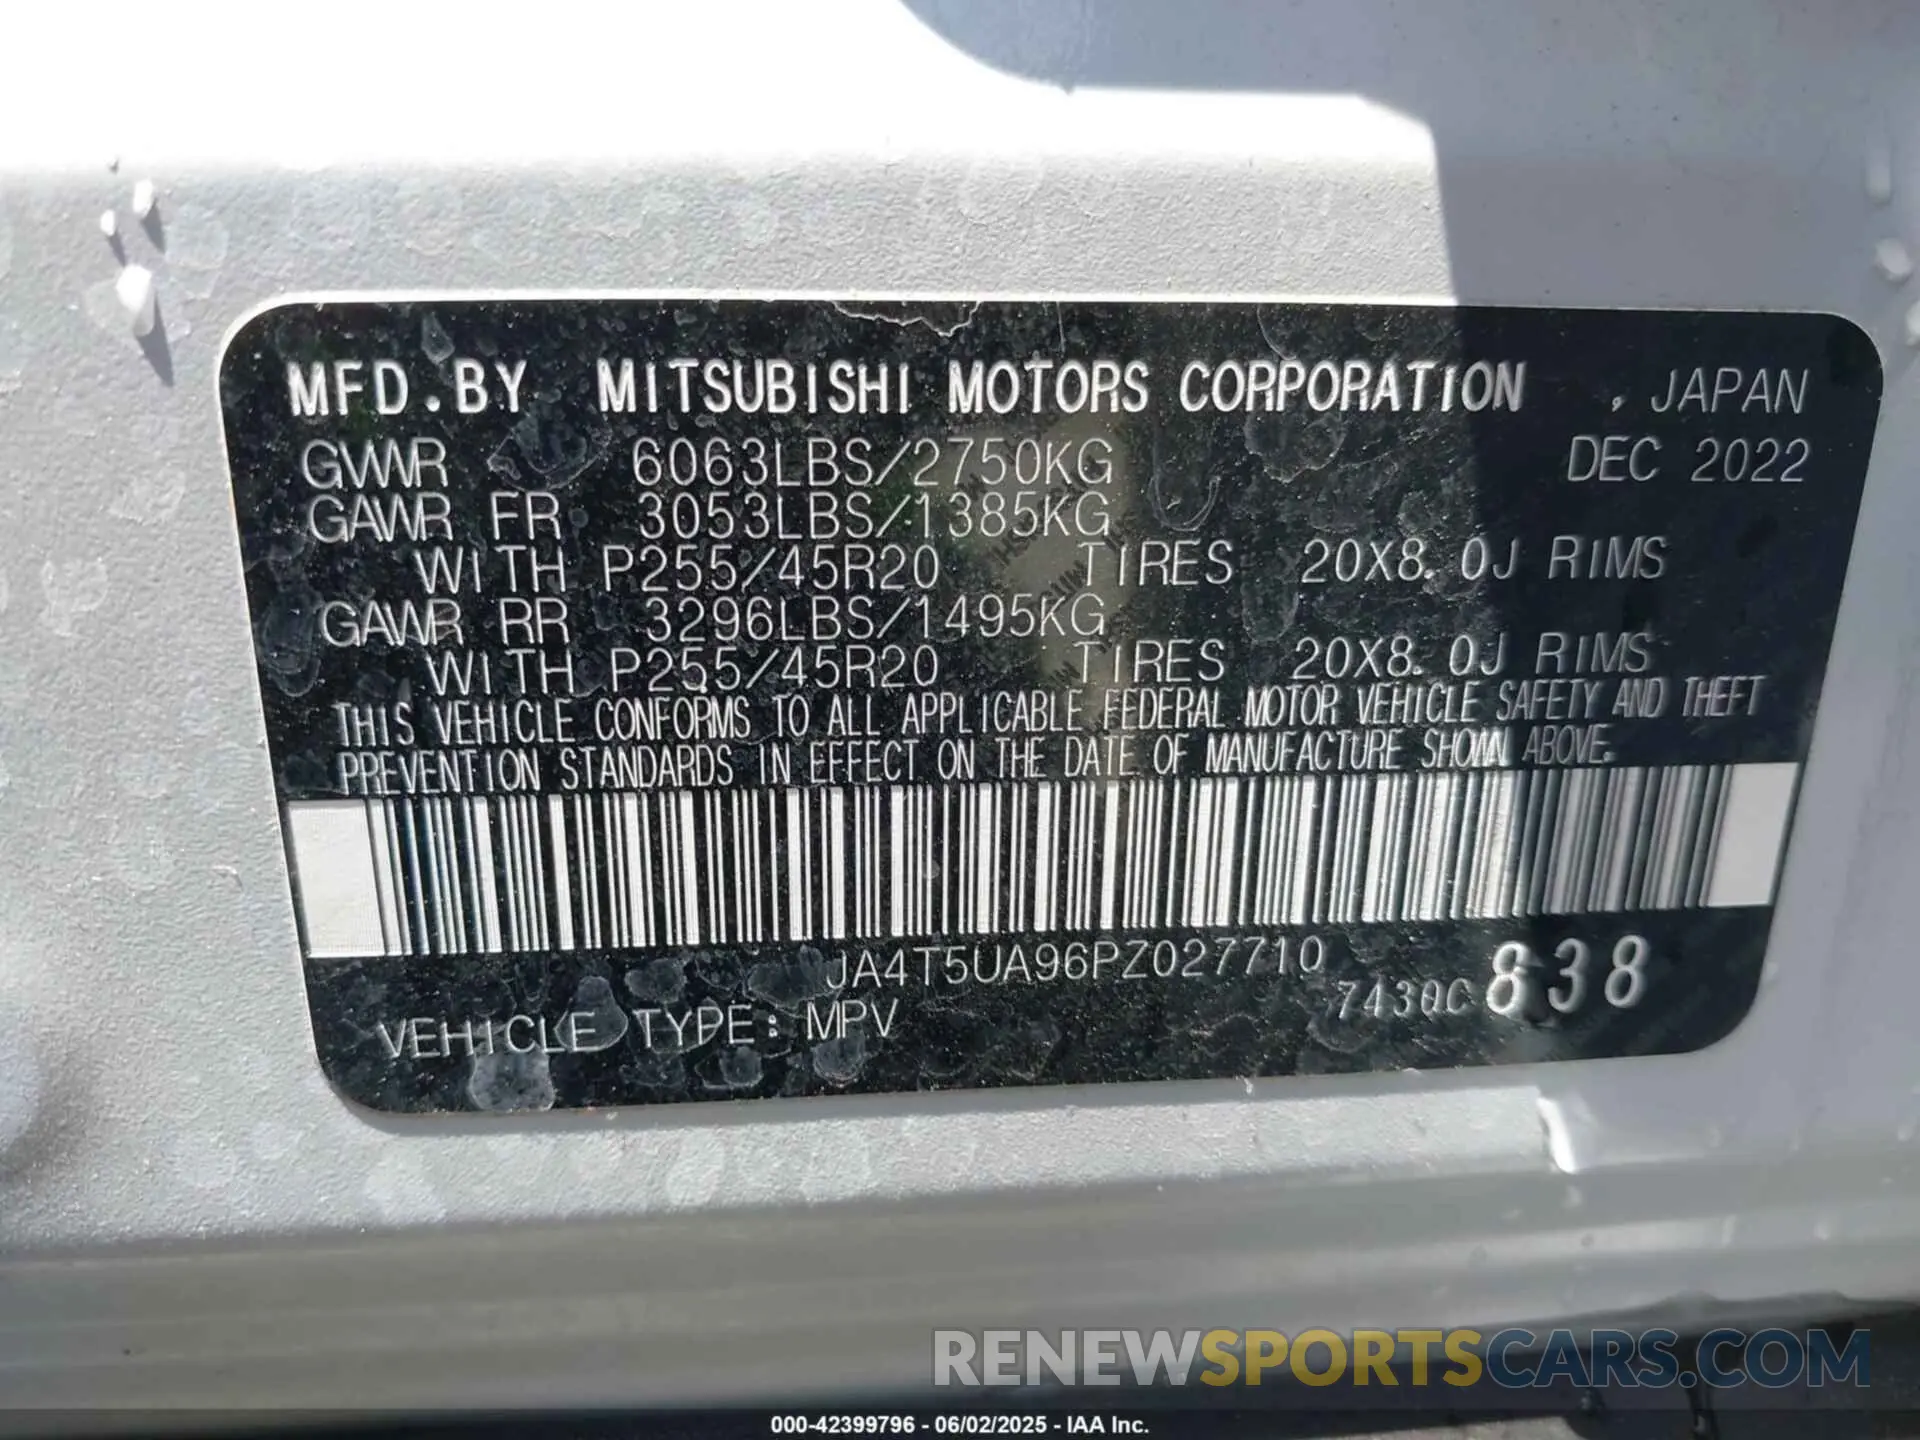 MFD.BY MITSUBISHI MOTORS CORPORATION , JAPAN
GVWR 6063LBS/2750KG DEC 2022
GAWR FR 3053LBS/1385KG
WITH P255/45R20 TIRES 20X8.0J RIMS
GAWR RR 3296LBS/1495KG
WITH P255/45R20 TIRES 20X8.0J RIMS
THIS VEHICLE CONFORMS TO ALL APPLICABLE FEDERAL MOTOR VEHICLE SAFETY AND THEFT
PREVENTION STANDARDS IN EFFECT ON THE DATE OF MANUFACTURE SHOWN ABOVE.
JA4T5UA96PZ027710
7430C 838
VEHICLE TYPE: MPV
RENEWSPORTSCARS.COM
000-42399796 - 06/02/2025 - IAA Inc.